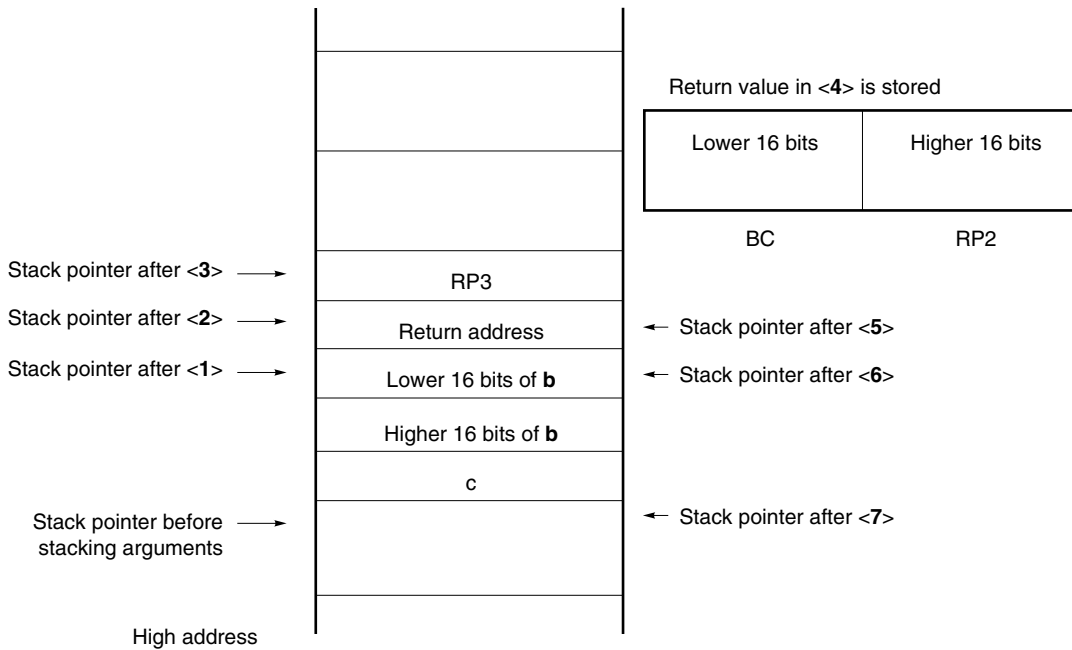 Return value in <4> is stored
Lower 16 bits
Higher 16 bits
BC
RP2
Stack pointer after <3>
RP3
Stack pointer after <2>
Return address
Stack pointer after <5>
Stack pointer after <1>
Lower 16 bits of b
Stack pointer after <6>
Higher 16 bits of b
c
Stack pointer before
stacking arguments
Stack pointer after <7>
High address